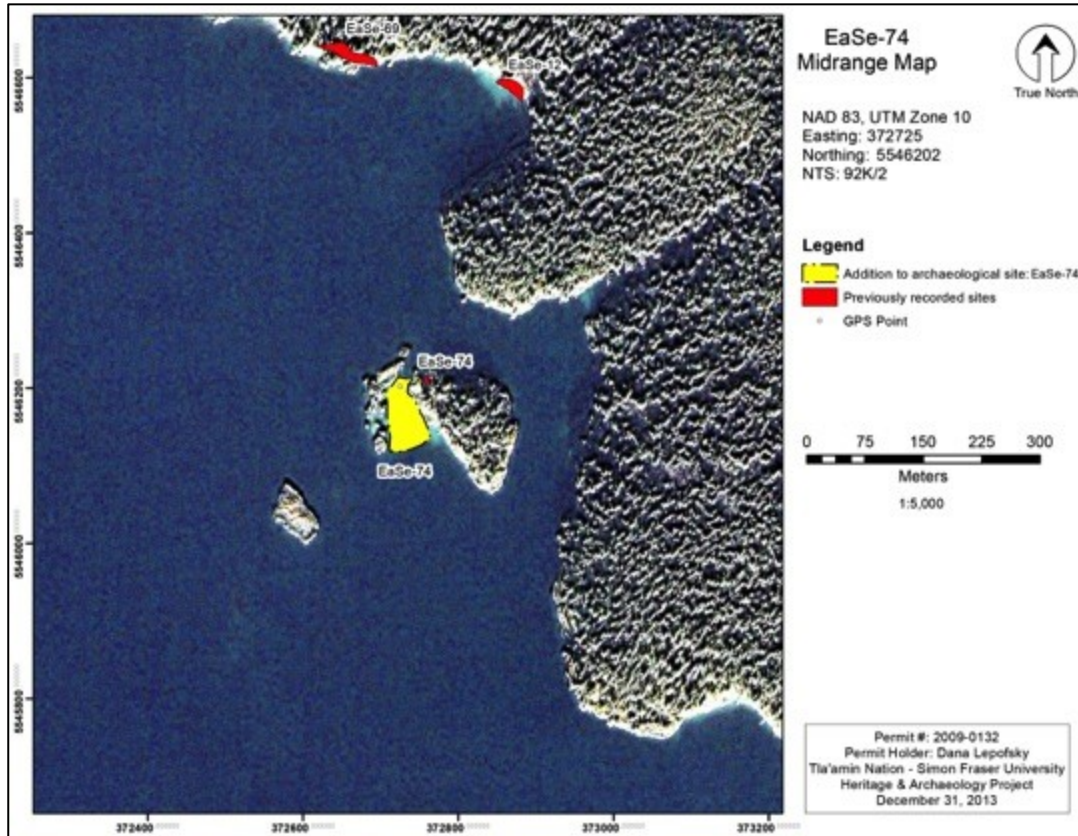 EaSe-74
Midrange Map
True North
NAD 83, UTM Zone 10
Easting: 372725
Northing: 5546202
NTS: 92K/2
Legend
Addition to archaeological site: EaSe-74
Previously recorded sites
GPS Point
0 75 150 225 300
Meters
1:5,000
Permit #: 2009-0132
Permit Holder: Dana Lepofsky
Tla'amin Nation - Simon Fraser University
Heritage & Archaeology Project
December 31, 2013
EaSe-69
EaSe-12
EaSe-74
EaSe-74
5546600
5546400
5546200
5546000
5545800
372400 372600 372800 373000 373200